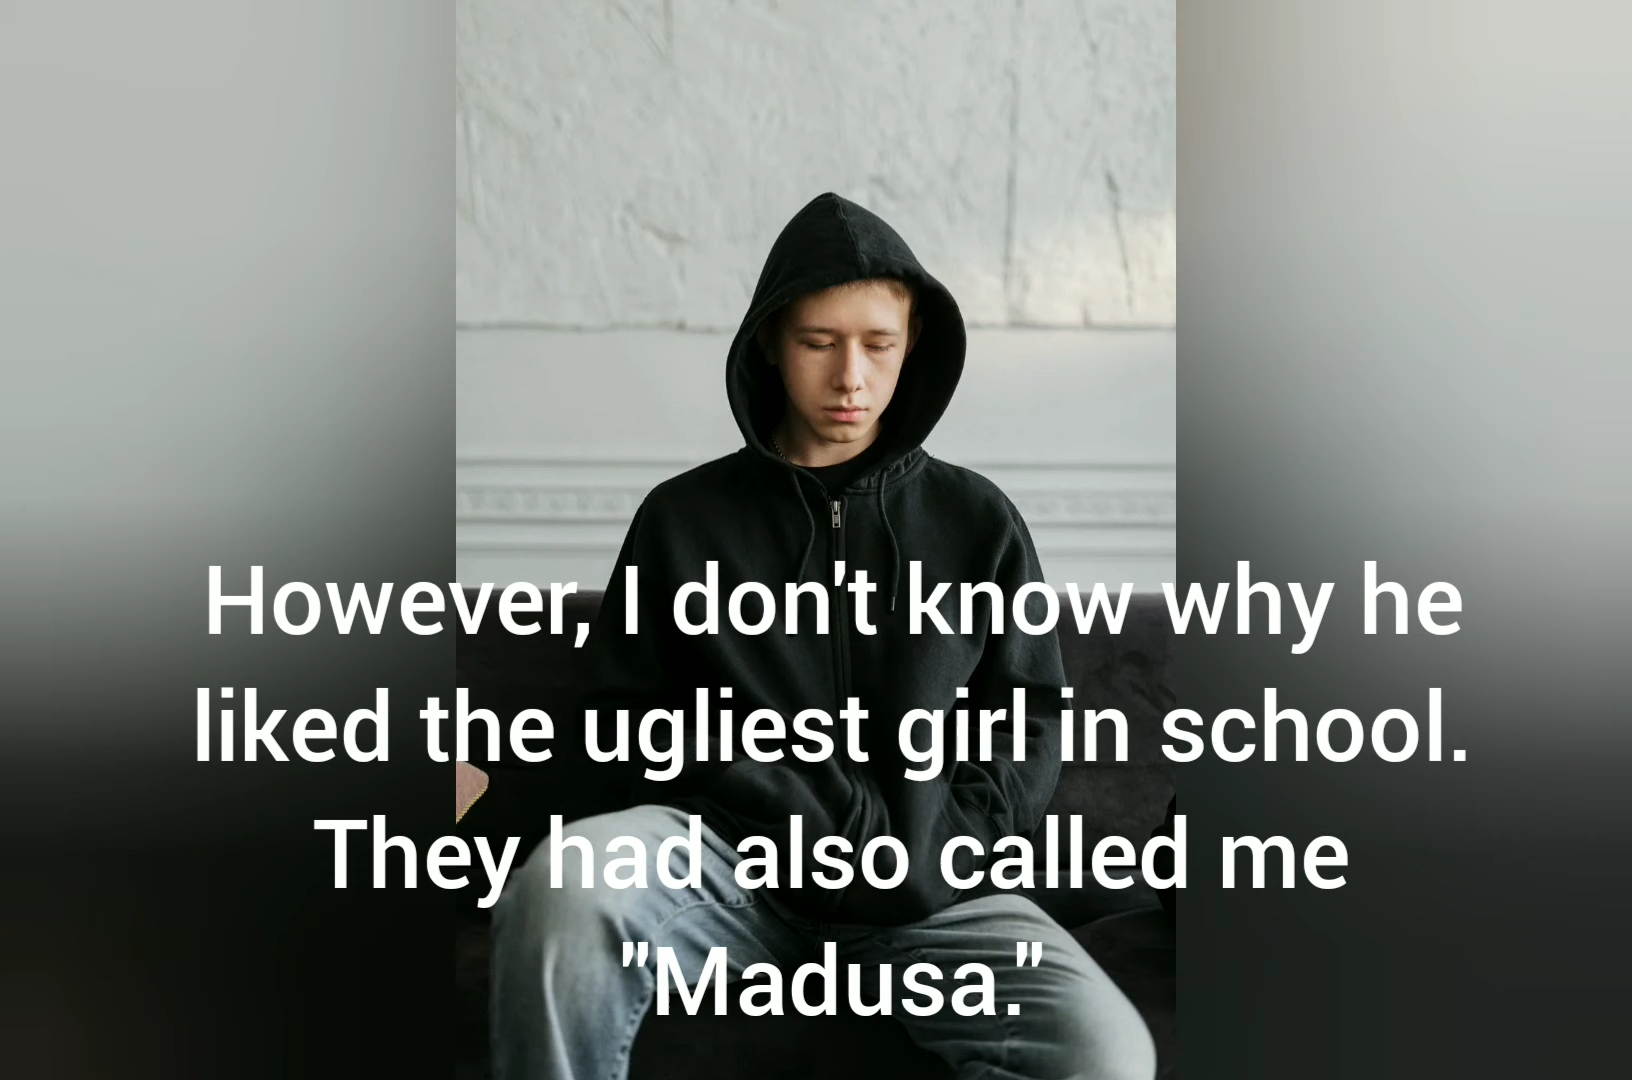 However, I don't know why he
liked the ugliest girl in school.
They had also called me
"Madusa."